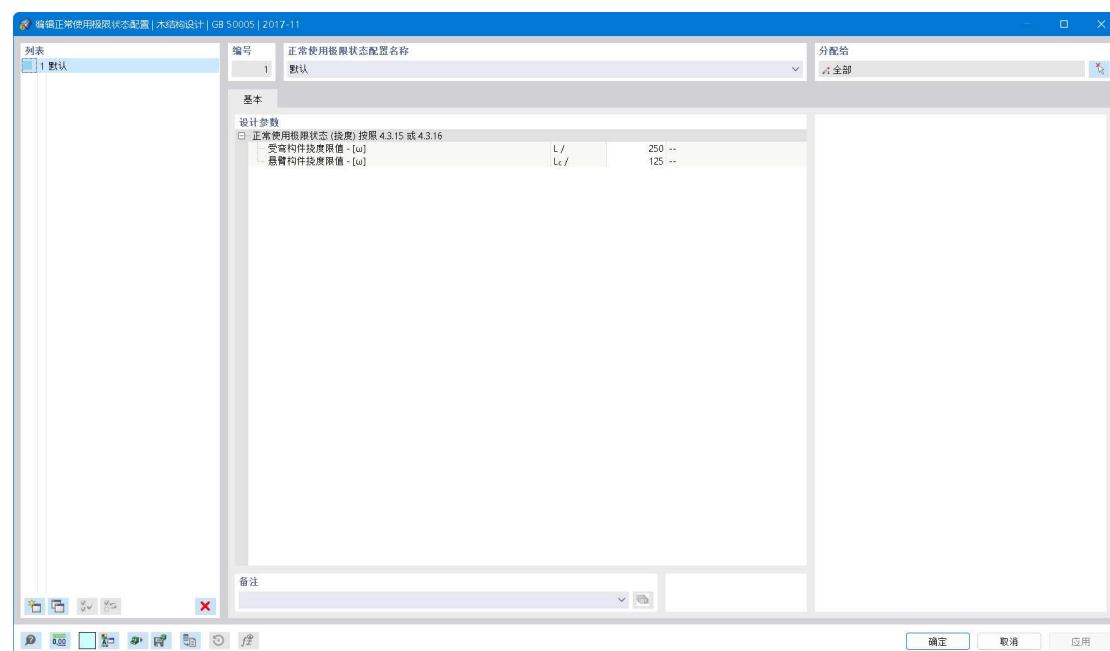 编辑正常使用极限状态配置 | 木结构设计 | GB 50005 | 2017-11
列表
1 默认
编号
1
正常使用极限状态配置名称
默认
分配给
全部
基本
设计参数
正常使用极限状态 (挠度) 按照 4.3.15 或 4.3.16
受弯构件挠度限值 - [ω] L / 250 --
悬臂构件挠度限值 - [ω] Lc / 125 --
备注
0,00
确定
取消
应用